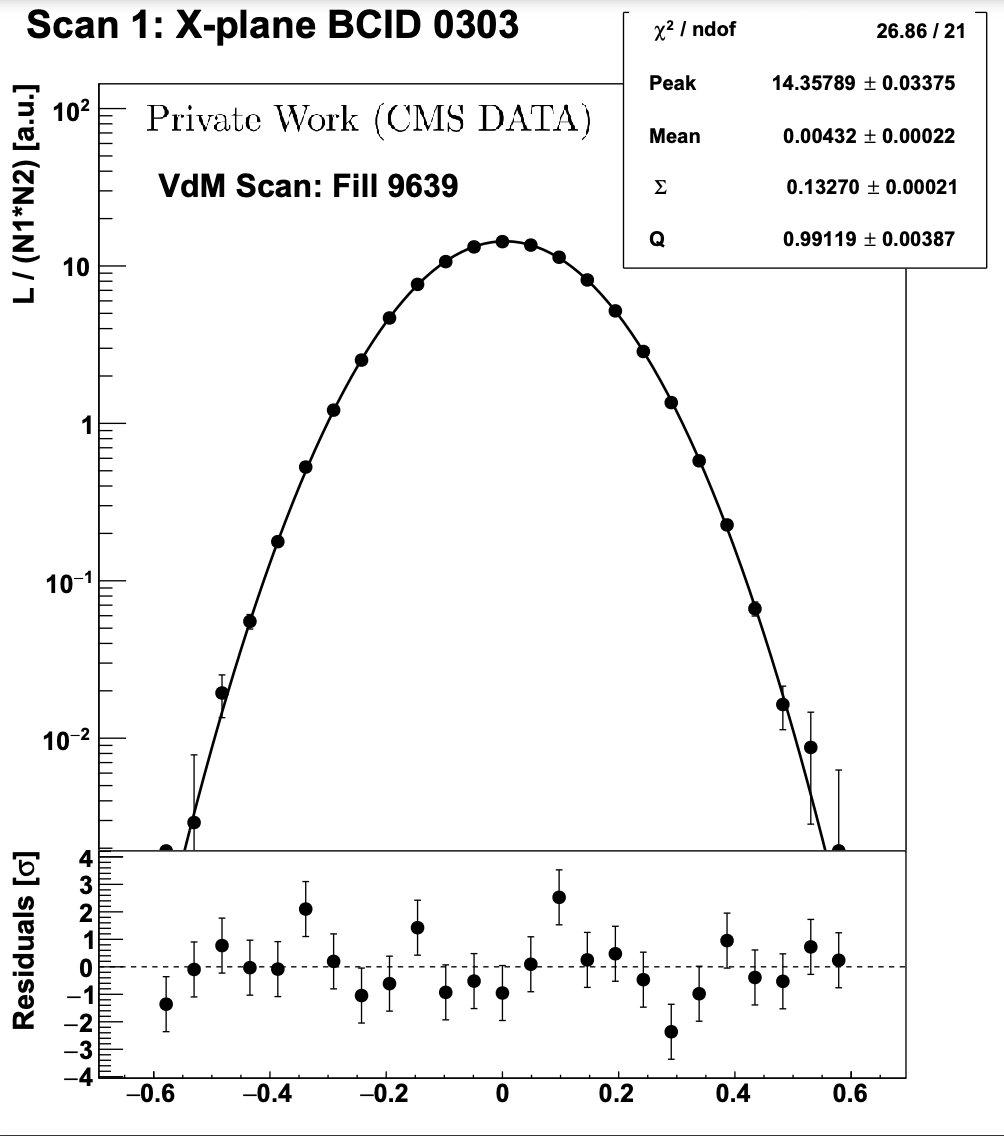 Scan 1: X-plane BCID 0303
χ² / ndof 26.86 / 21
Peak 14.35789 ± 0.03375
Mean 0.00432 ± 0.00022
Σ 0.13270 ± 0.00021
Q 0.99119 ± 0.00387
Private Work (CMS DATA)
VdM Scan: Fill 9639
L / (N1*N2) [a.u.]
10²
10
1
10⁻¹
10⁻²
Residuals [σ]
4
3
2
1
0
−1
−2
−3
−4
−0.6 −0.4 −0.2 0 0.2 0.4 0.6